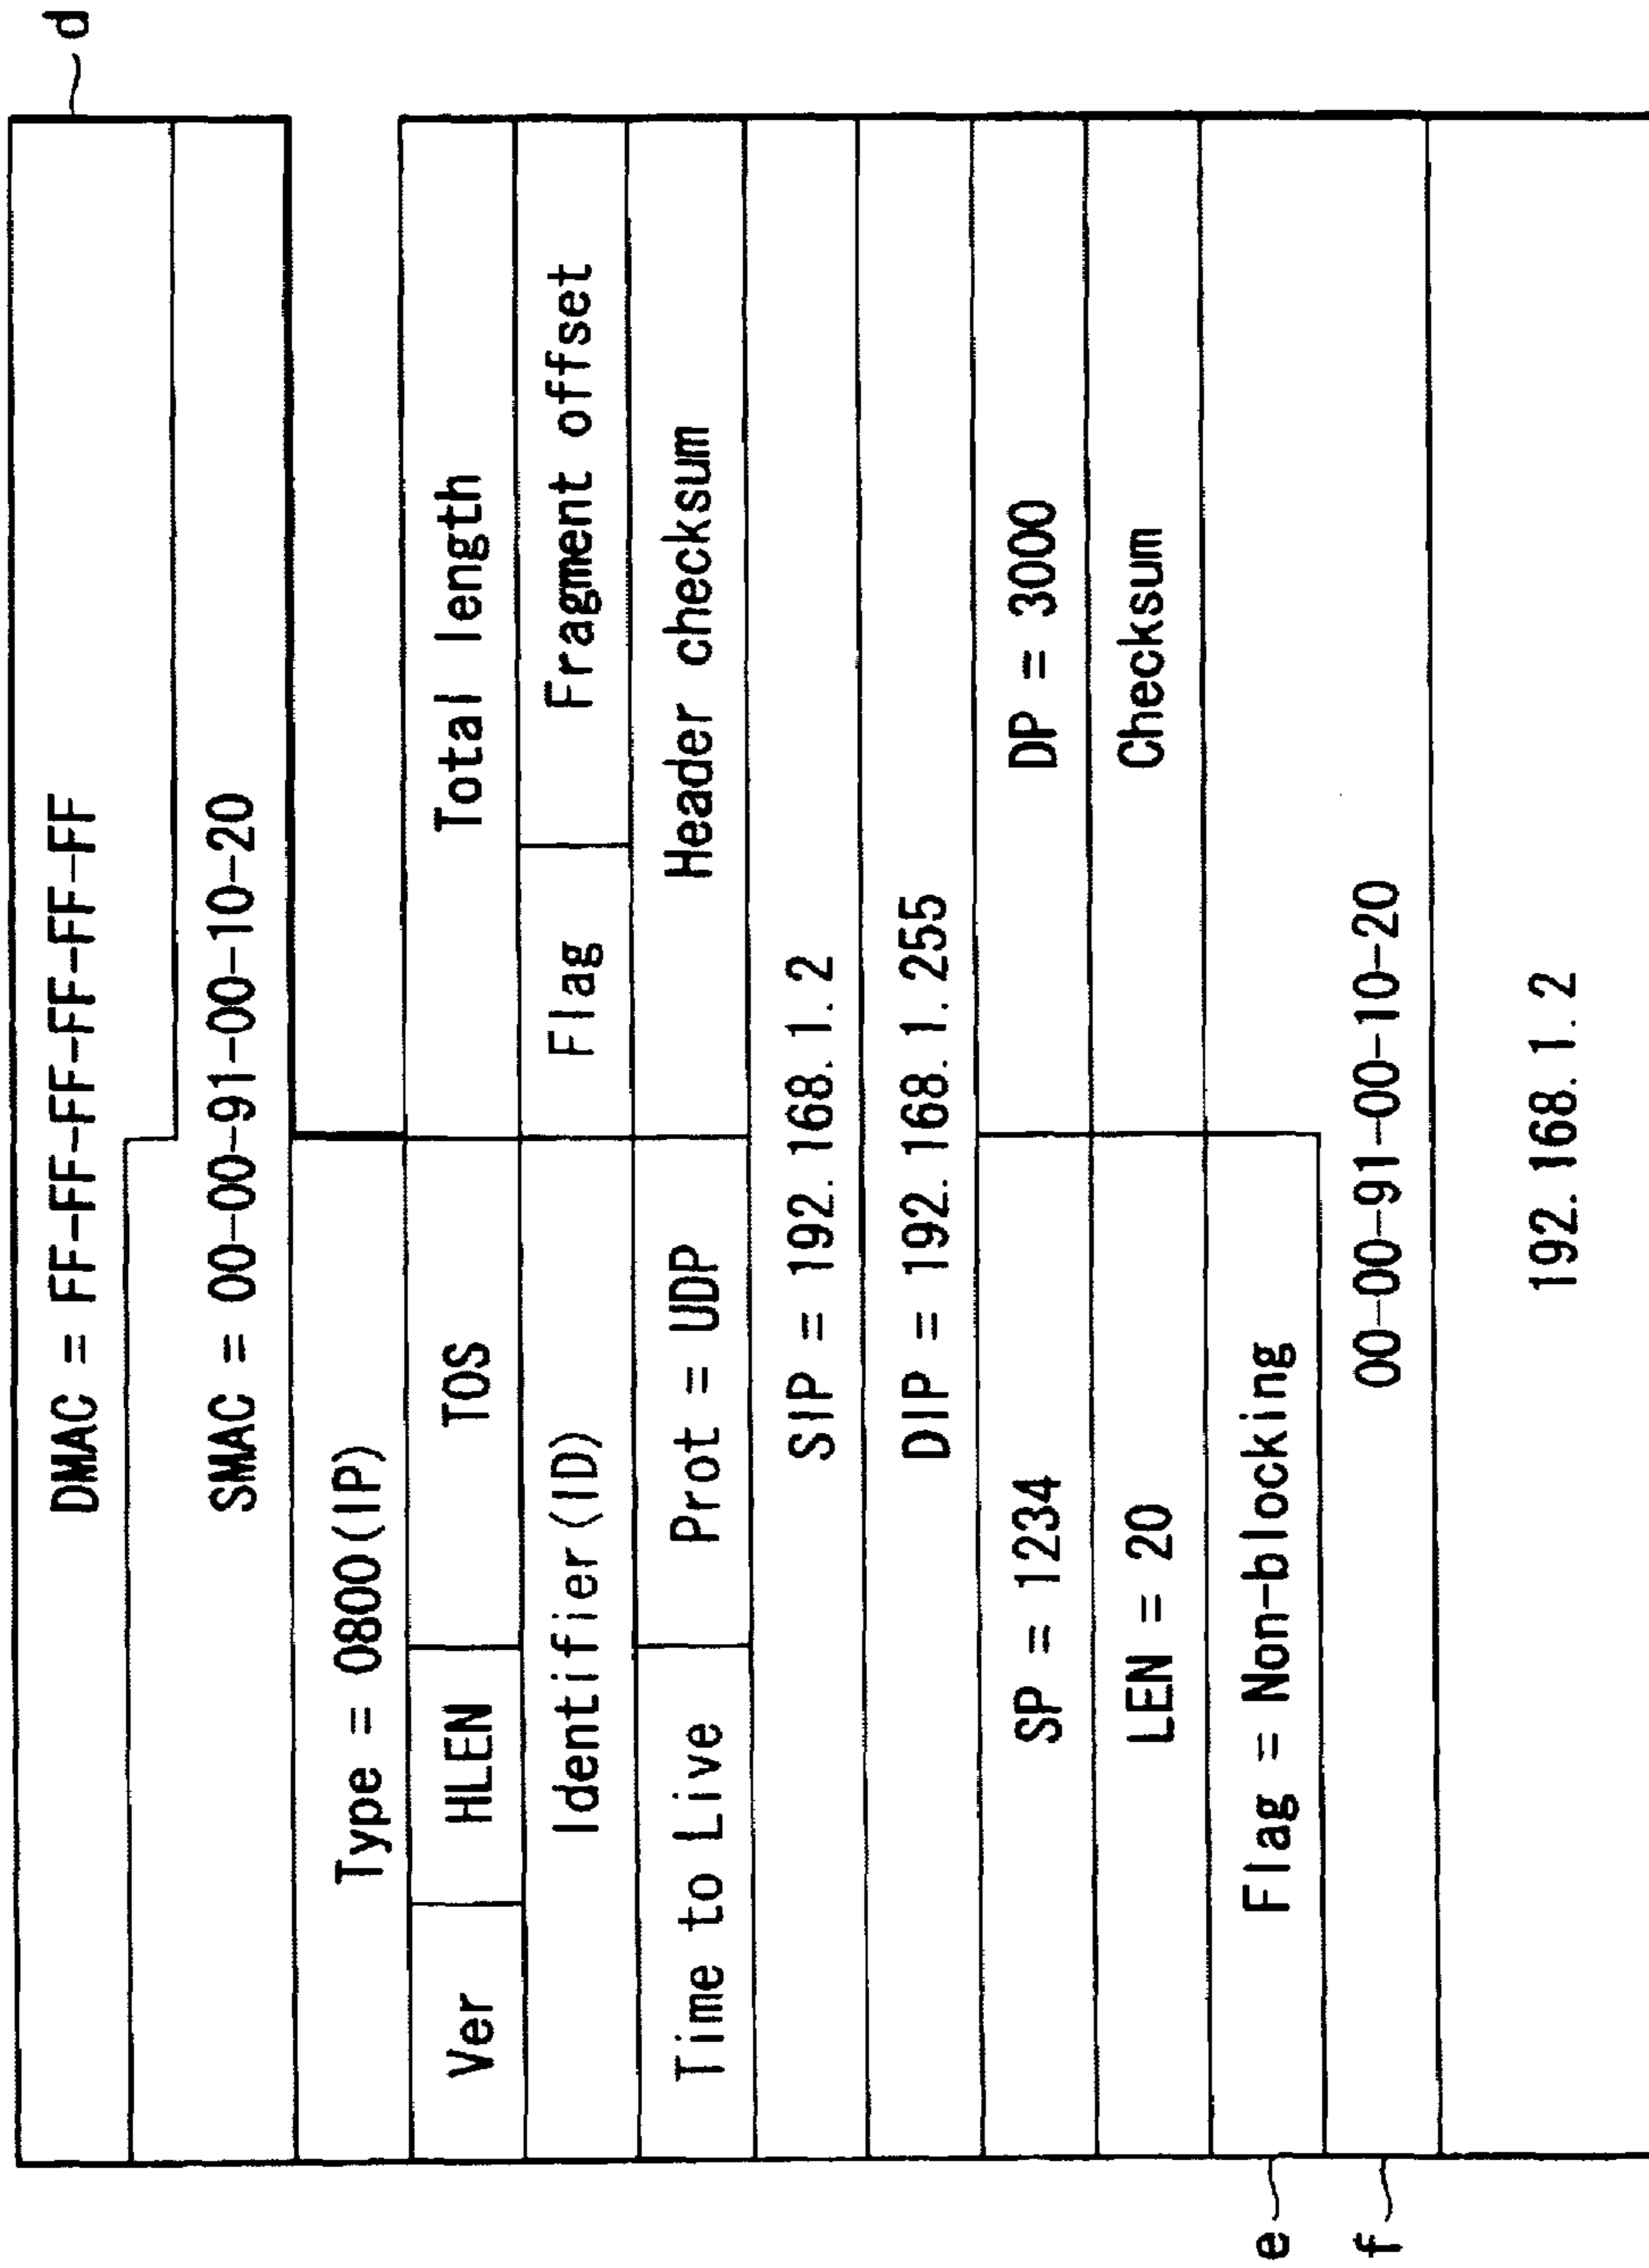 d
DMAC = FF-FF-FF-FF-FF-FF
SMAC = 00-00-91-00-10-20
Type = 0800(IP)
Ver HLEN TOS Total length
Identifier(ID) Flag Fragment offset
Time to Live Prot = UDP Header checksum
SIP = 192.168.1.2
DIP = 192.168.1.255
SP = 1234 DP = 3000
LEN = 20 Checksum
e Flag = Non-blocking
f 00-00-91-00-10-20
192.168.1.2